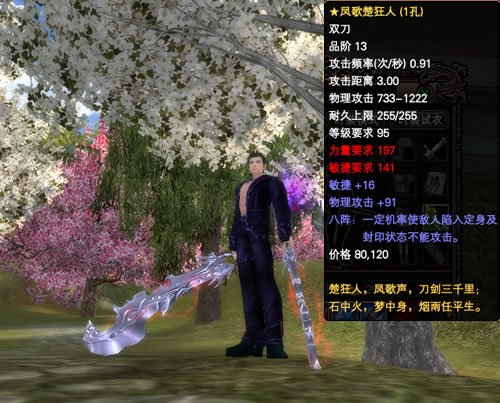 ★凤歌楚狂人 (1孔)
双刀
品阶 13
攻击频率(次/秒) 0.91
攻击距离 3.00
物理攻击 733-1222
耐久上限 255/255
等级要求 95
力量要求 197
敏捷要求 141
敏捷 +16
物理攻击 +91
八阵：一定机率使敌人陷入定身及
封印状态不能攻击。
价格 80,120
楚狂人，凤歌声，刀剑三千里；
石中火，梦中身，烟雨任平生。